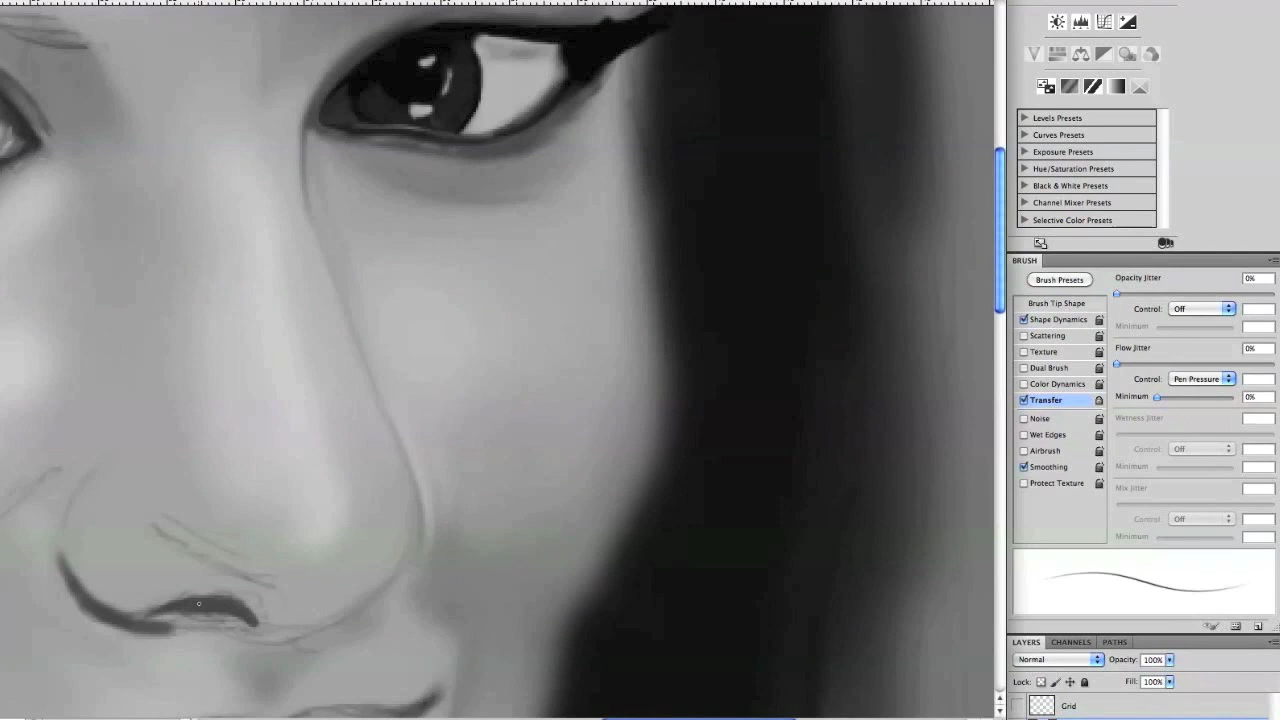 Levels Presets
Curves Presets
Exposure Presets
Hue/Saturation Presets
Black & White Presets
Channel Mixer Presets
Selective Color Presets
BRUSH
Brush Presets
Opacity Jitter 0%
Brush Tip Shape
Control: Off
Shape Dynamics
Minimum
Scattering
Flow Jitter 0%
Texture
Dual Brush
Control: Pen Pressure
Color Dynamics
Minimum 0%
Transfer
Noise
Wetness Jitter
Wet Edges
Control: Off
Airbrush
Smoothing
Minimum
Protect Texture
Mix Jitter
Control: Off
Minimum
LAYERS CHANNELS PATHS
Normal Opacity: 100%
Lock: Fill: 100%
Grid